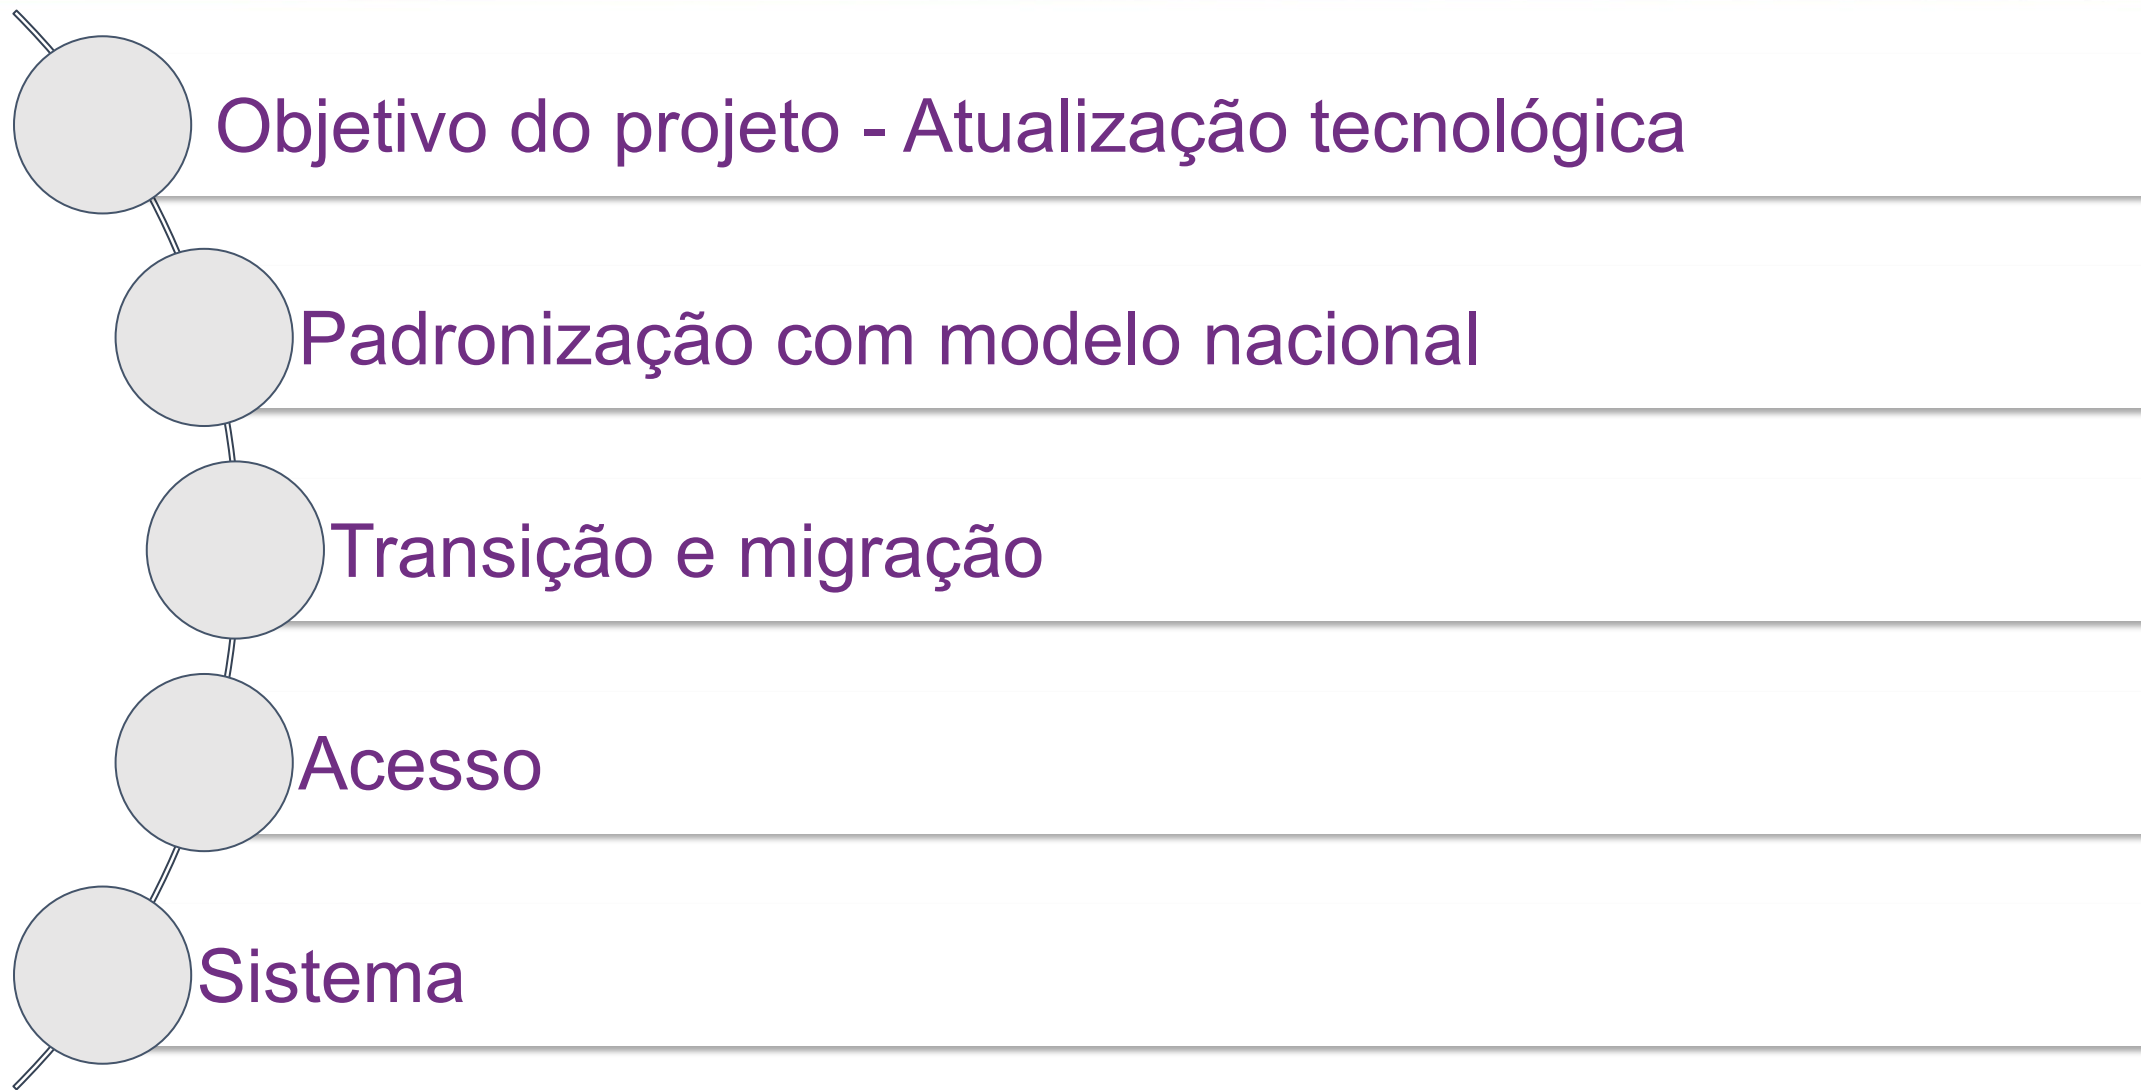 Objetivo do projeto - Atualização tecnológica
Padronização com modelo nacional
Transição e migração
Acesso
Sistema